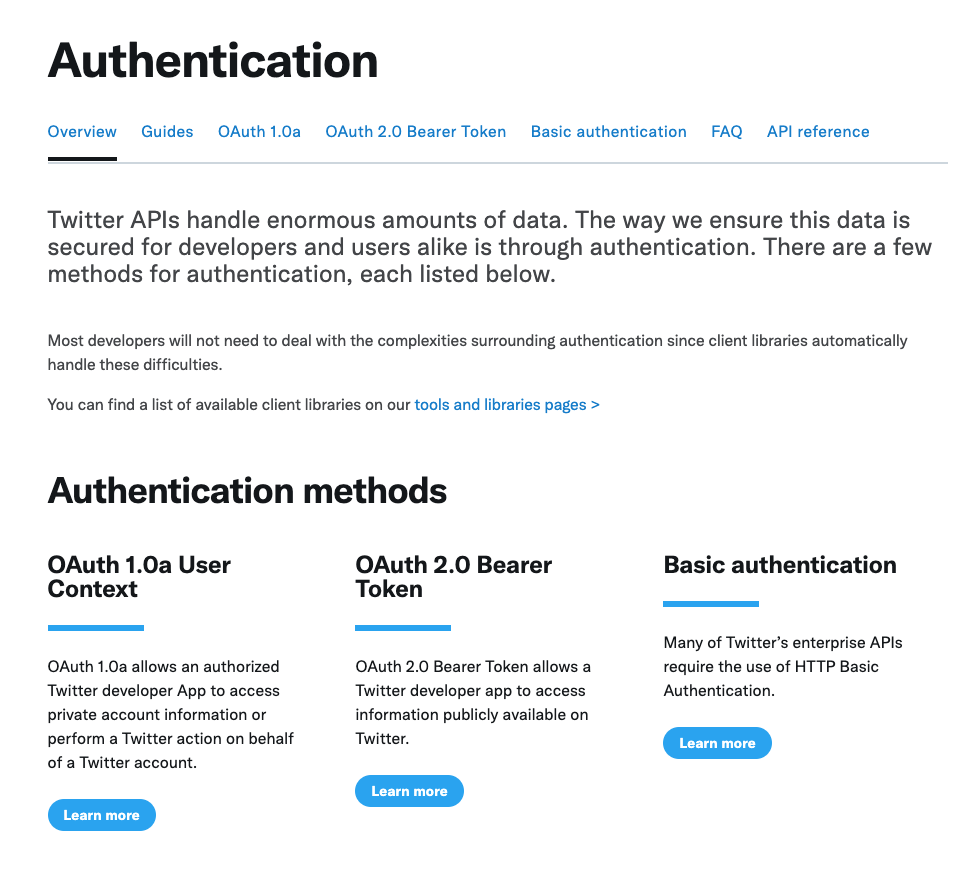 Authentication
Overview Guides OAuth 1.0a OAuth 2.0 Bearer Token Basic authentication FAQ API reference
Twitter APIs handle enormous amounts of data. The way we ensure this data is
secured for developers and users alike is through authentication. There are a few
methods for authentication, each listed below.
Most developers will not need to deal with the complexities surrounding authentication since client libraries automatically
handle these difficulties.
You can find a list of available client libraries on our tools and libraries pages >
Authentication methods
OAuth 1.0a User
Context
OAuth 1.0a allows an authorized
Twitter developer App to access
private account information or
perform a Twitter action on behalf
of a Twitter account.
Learn more
OAuth 2.0 Bearer
Token
OAuth 2.0 Bearer Token allows a
Twitter developer app to access
information publicly available on
Twitter.
Learn more
Basic authentication
Many of Twitter’s enterprise APIs
require the use of HTTP Basic
Authentication.
Learn more